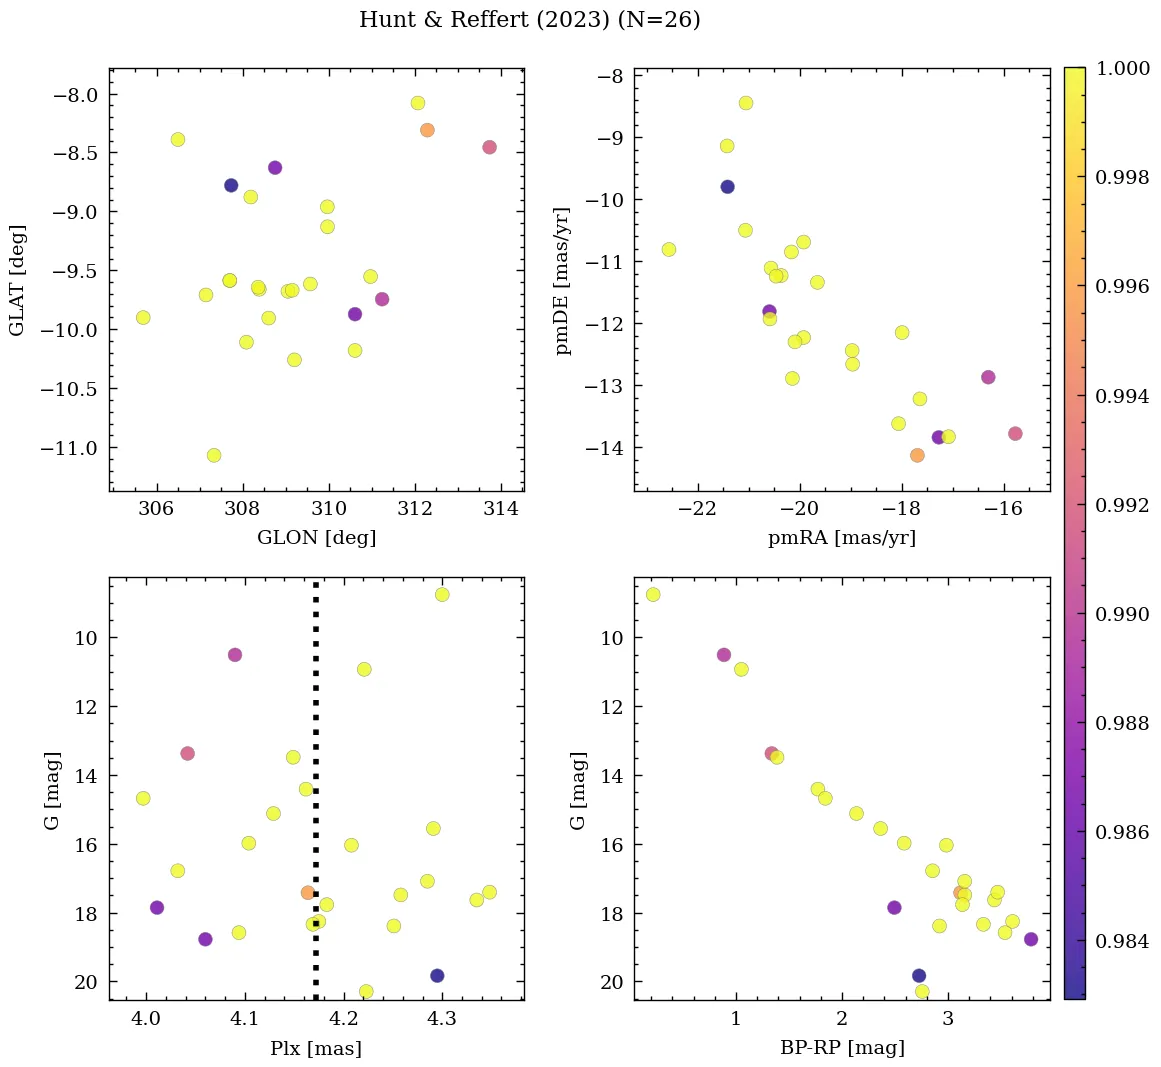 Hunt & Reffert (2023) (N=26)
GLAT [deg]
−8.0
−8.5
−9.0
−9.5
−10.0
−10.5
−11.0
306 308 310 312 314
GLON [deg]
pmDE [mas/yr]
−8
−9
−10
−11
−12
−13
−14
−22 −20 −18 −16
pmRA [mas/yr]
G [mag]
10
12
14
16
18
20
4.0 4.1 4.2 4.3
Plx [mas]
G [mag]
10
12
14
16
18
20
1 2 3
BP-RP [mag]
1.000
0.998
0.996
0.994
0.992
0.990
0.988
0.986
0.984